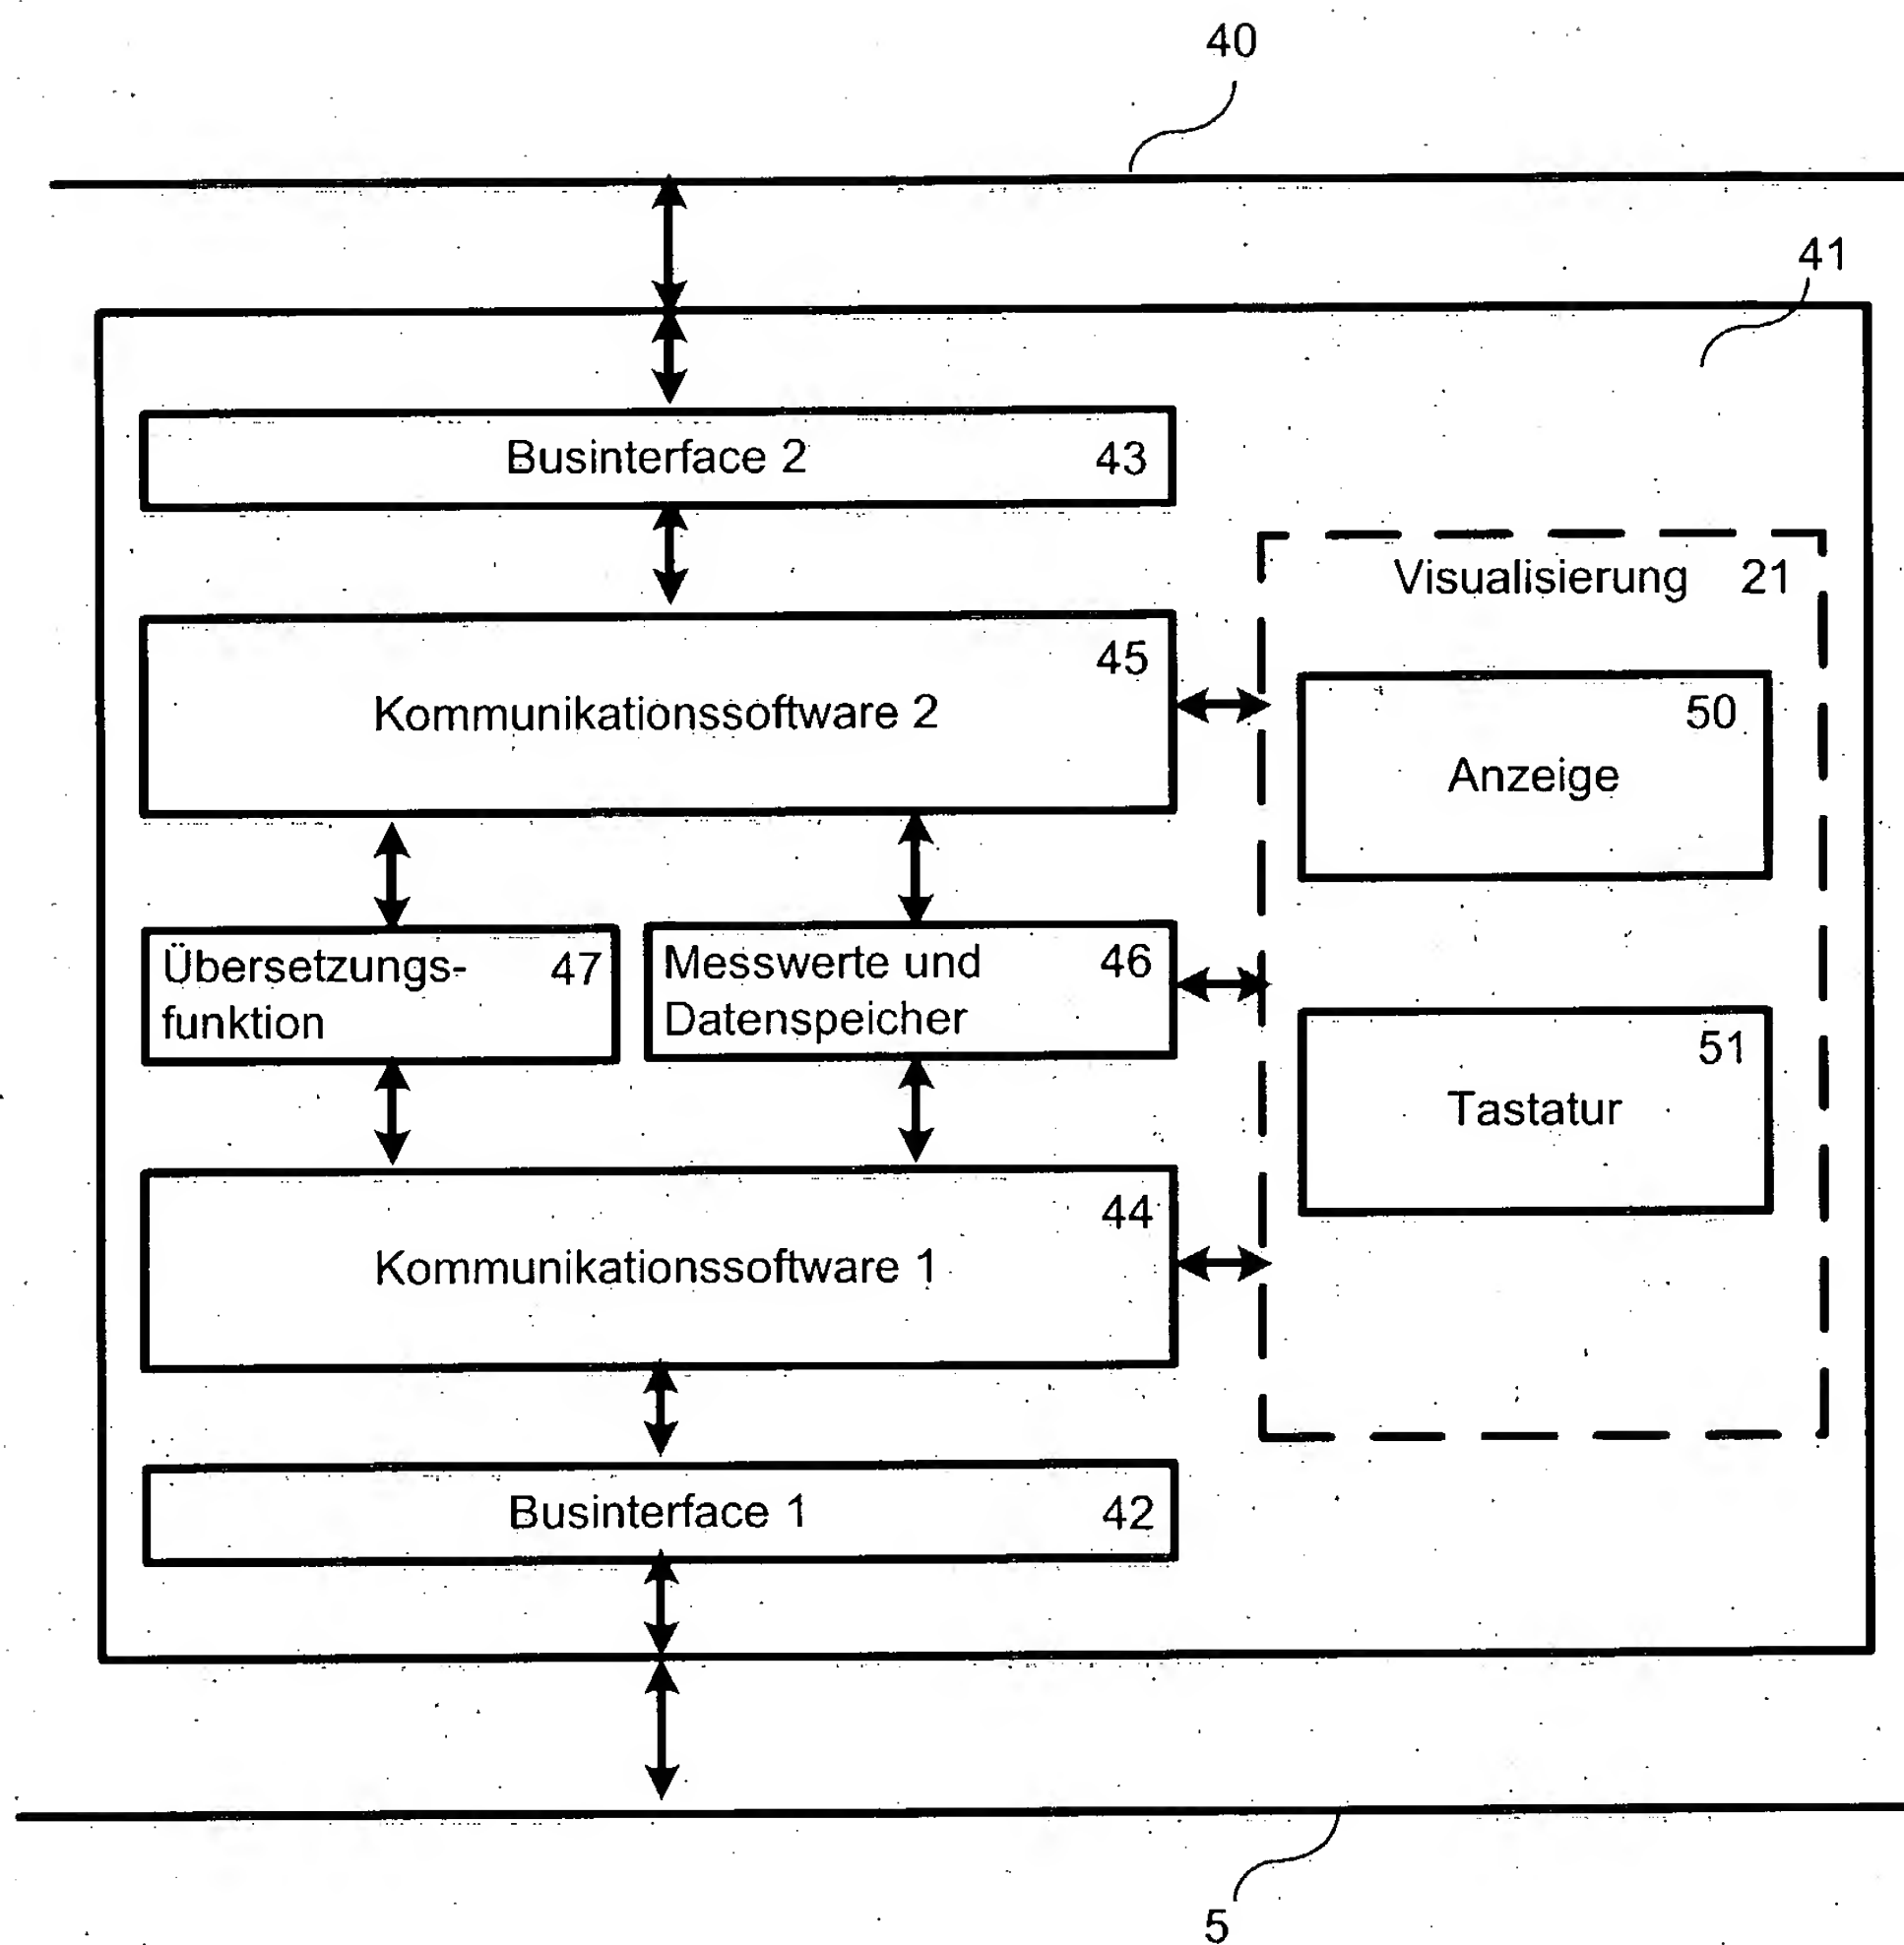 40
41
Businterface 2 43
Visualisierung 21
45
Kommunikationssoftware 2
50
Anzeige
Übersetzungs- 47
funktion
Messwerte und 46
Datenspeicher
51
Tastatur
44
Kommunikationssoftware 1
Businterface 1 42
5